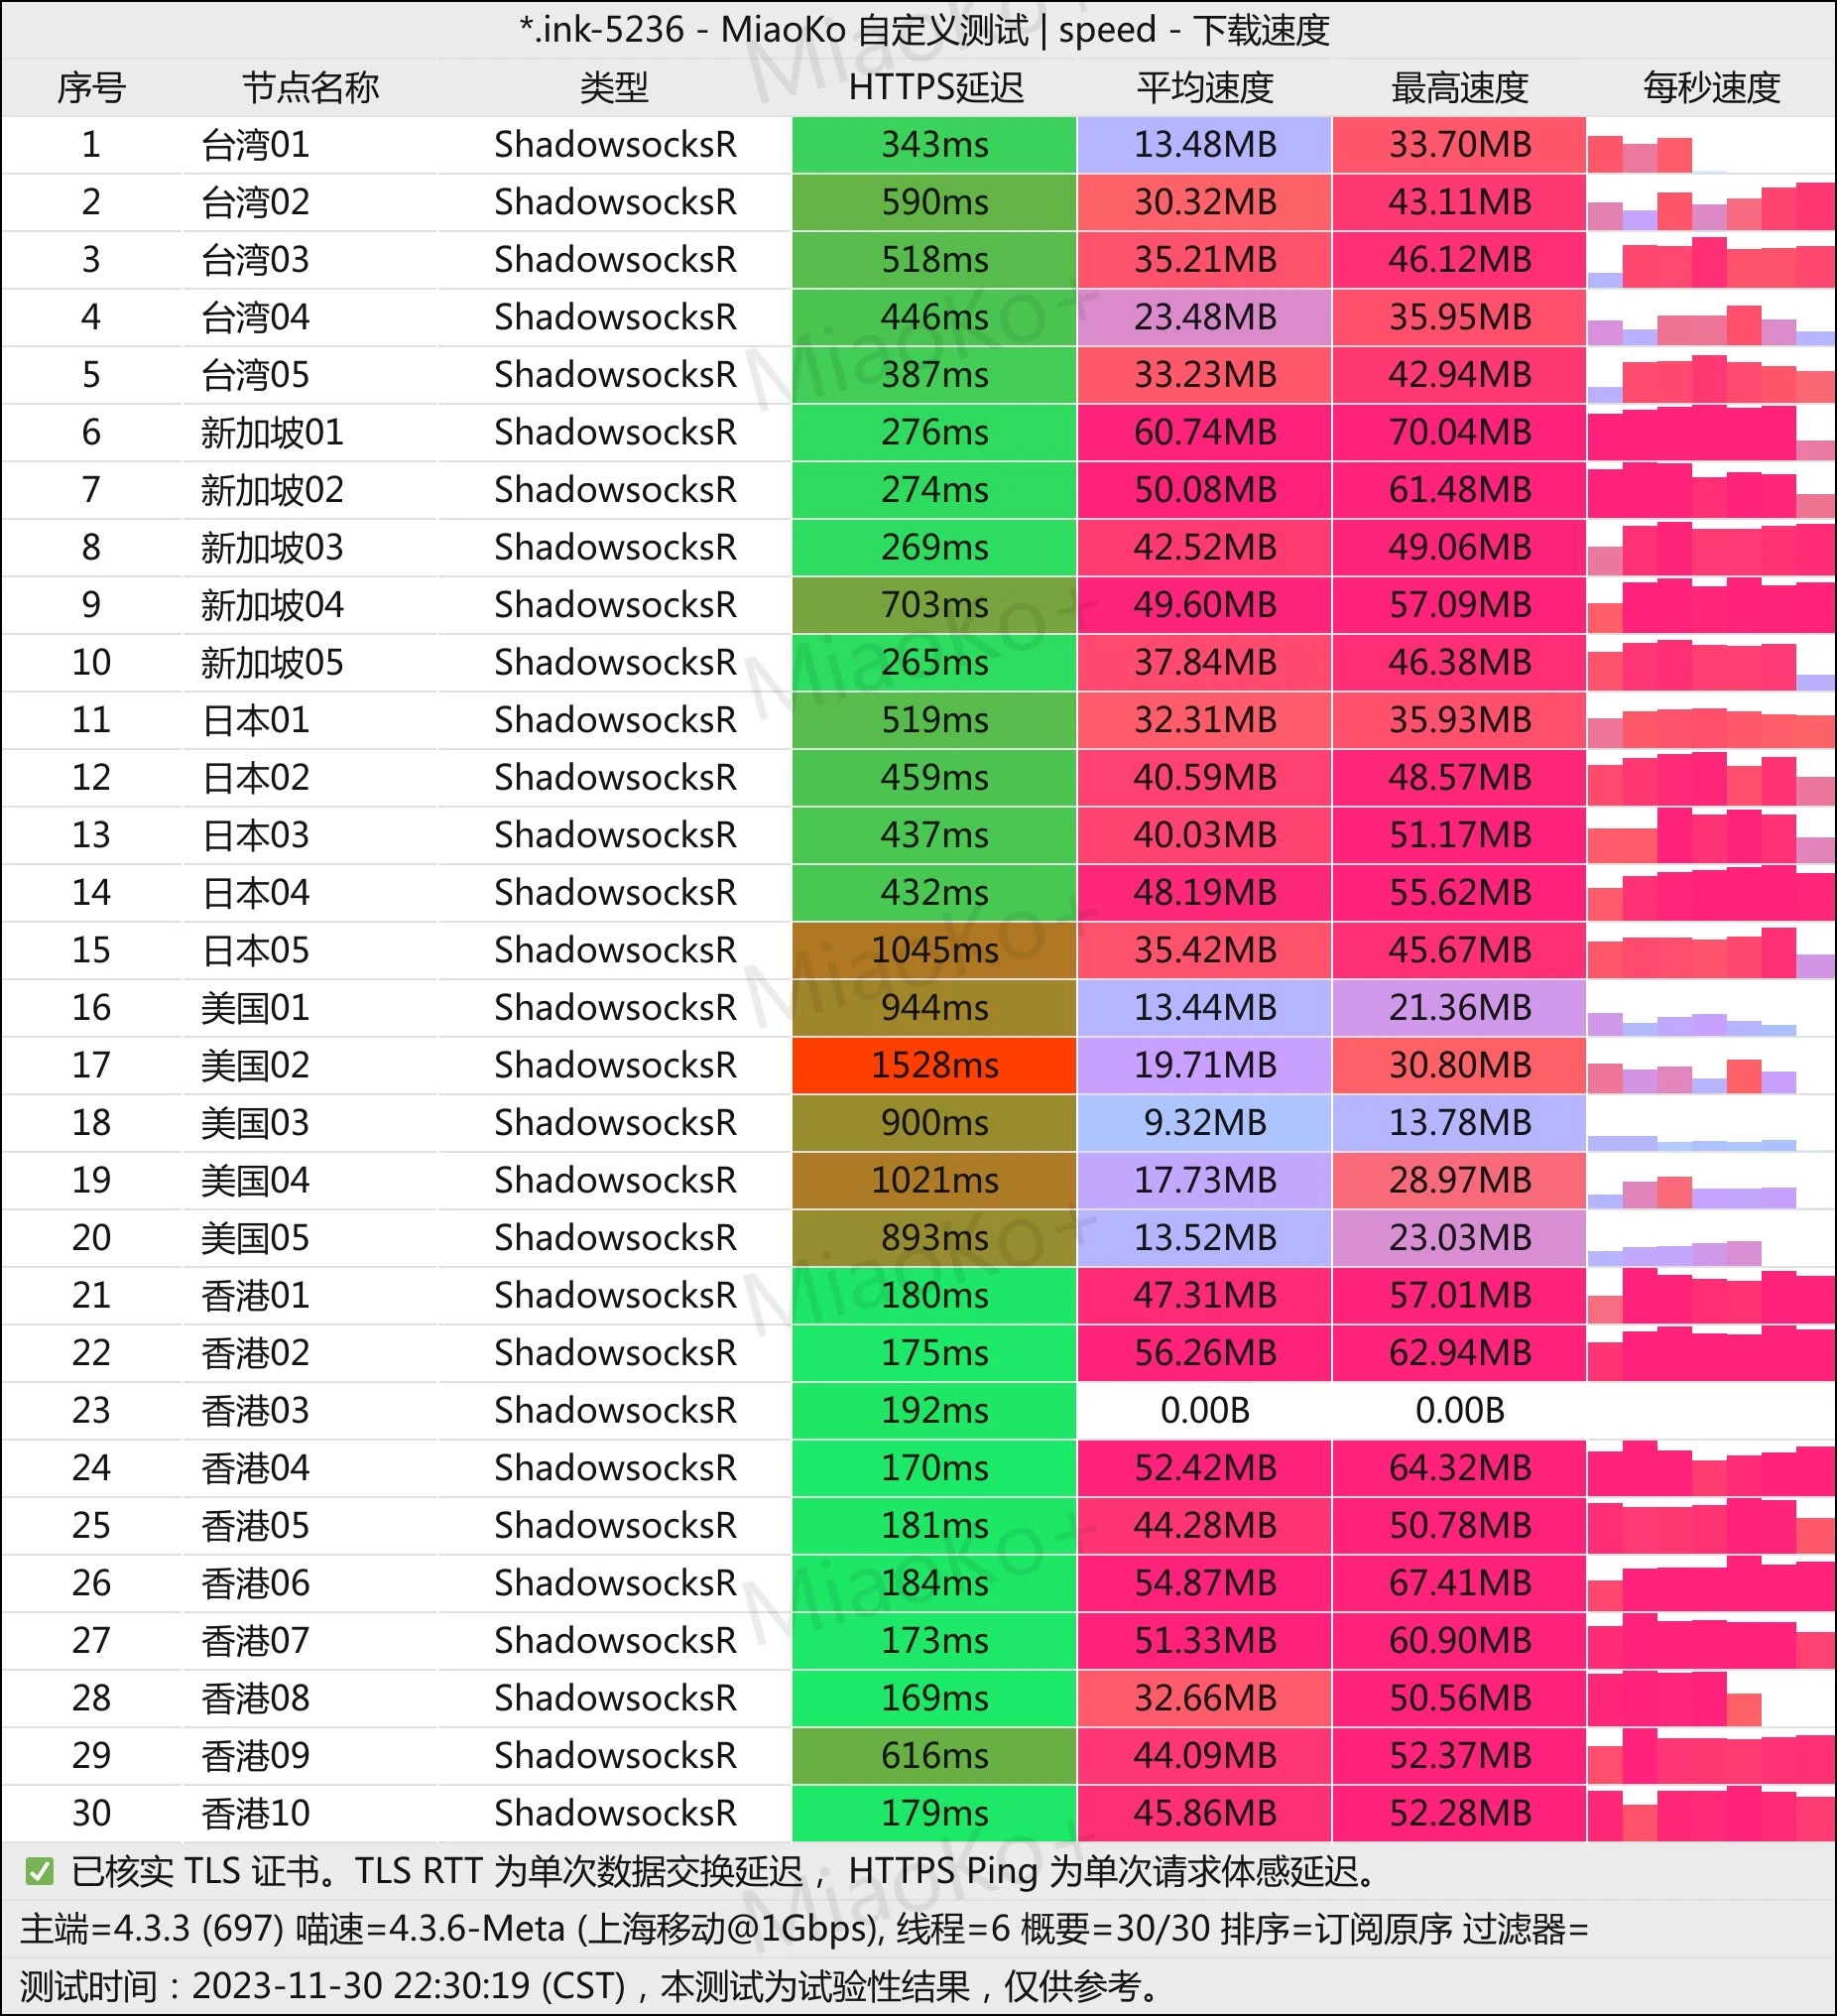 *.ink-5236 - MiaoKo 自定义测试 | speed - 下载速度
序号 节点名称 类型 HTTPS延迟 平均速度 最高速度 每秒速度
1 台湾01 ShadowsocksR 343ms 13.48MB 33.70MB
2 台湾02 ShadowsocksR 590ms 30.32MB 43.11MB
3 台湾03 ShadowsocksR 518ms 35.21MB 46.12MB
4 台湾04 ShadowsocksR 446ms 23.48MB 35.95MB
5 台湾05 ShadowsocksR 387ms 33.23MB 42.94MB
6 新加坡01 ShadowsocksR 276ms 60.74MB 70.04MB
7 新加坡02 ShadowsocksR 274ms 50.08MB 61.48MB
8 新加坡03 ShadowsocksR 269ms 42.52MB 49.06MB
9 新加坡04 ShadowsocksR 703ms 49.60MB 57.09MB
10 新加坡05 ShadowsocksR 265ms 37.84MB 46.38MB
11 日本01 ShadowsocksR 519ms 32.31MB 35.93MB
12 日本02 ShadowsocksR 459ms 40.59MB 48.57MB
13 日本03 ShadowsocksR 437ms 40.03MB 51.17MB
14 日本04 ShadowsocksR 432ms 48.19MB 55.62MB
15 日本05 ShadowsocksR 1045ms 35.42MB 45.67MB
16 美国01 ShadowsocksR 944ms 13.44MB 21.36MB
17 美国02 ShadowsocksR 1528ms 19.71MB 30.80MB
18 美国03 ShadowsocksR 900ms 9.32MB 13.78MB
19 美国04 ShadowsocksR 1021ms 17.73MB 28.97MB
20 美国05 ShadowsocksR 893ms 13.52MB 23.03MB
21 香港01 ShadowsocksR 180ms 47.31MB 57.01MB
22 香港02 ShadowsocksR 175ms 56.26MB 62.94MB
23 香港03 ShadowsocksR 192ms 0.00B 0.00B
24 香港04 ShadowsocksR 170ms 52.42MB 64.32MB
25 香港05 ShadowsocksR 181ms 44.28MB 50.78MB
26 香港06 ShadowsocksR 184ms 54.87MB 67.41MB
27 香港07 ShadowsocksR 173ms 51.33MB 60.90MB
28 香港08 ShadowsocksR 169ms 32.66MB 50.56MB
29 香港09 ShadowsocksR 616ms 44.09MB 52.37MB
30 香港10 ShadowsocksR 179ms 45.86MB 52.28MB
✅ 已核实 TLS 证书。TLS RTT 为单次数据交换延迟，HTTPS Ping 为单次请求体感延迟。
主端=4.3.3 (697) 喵速=4.3.6-Meta (上海移动@1Gbps), 线程=6 概要=30/30 排序=订阅原序 过滤器=
测试时间：2023-11-30 22:30:19 (CST)，本测试为试验性结果，仅供参考。
MiaoKo+
MiaoKo+
MiaoKo+
MiaoKo+
MiaoKo+
MiaoKo+
MiaoKo+